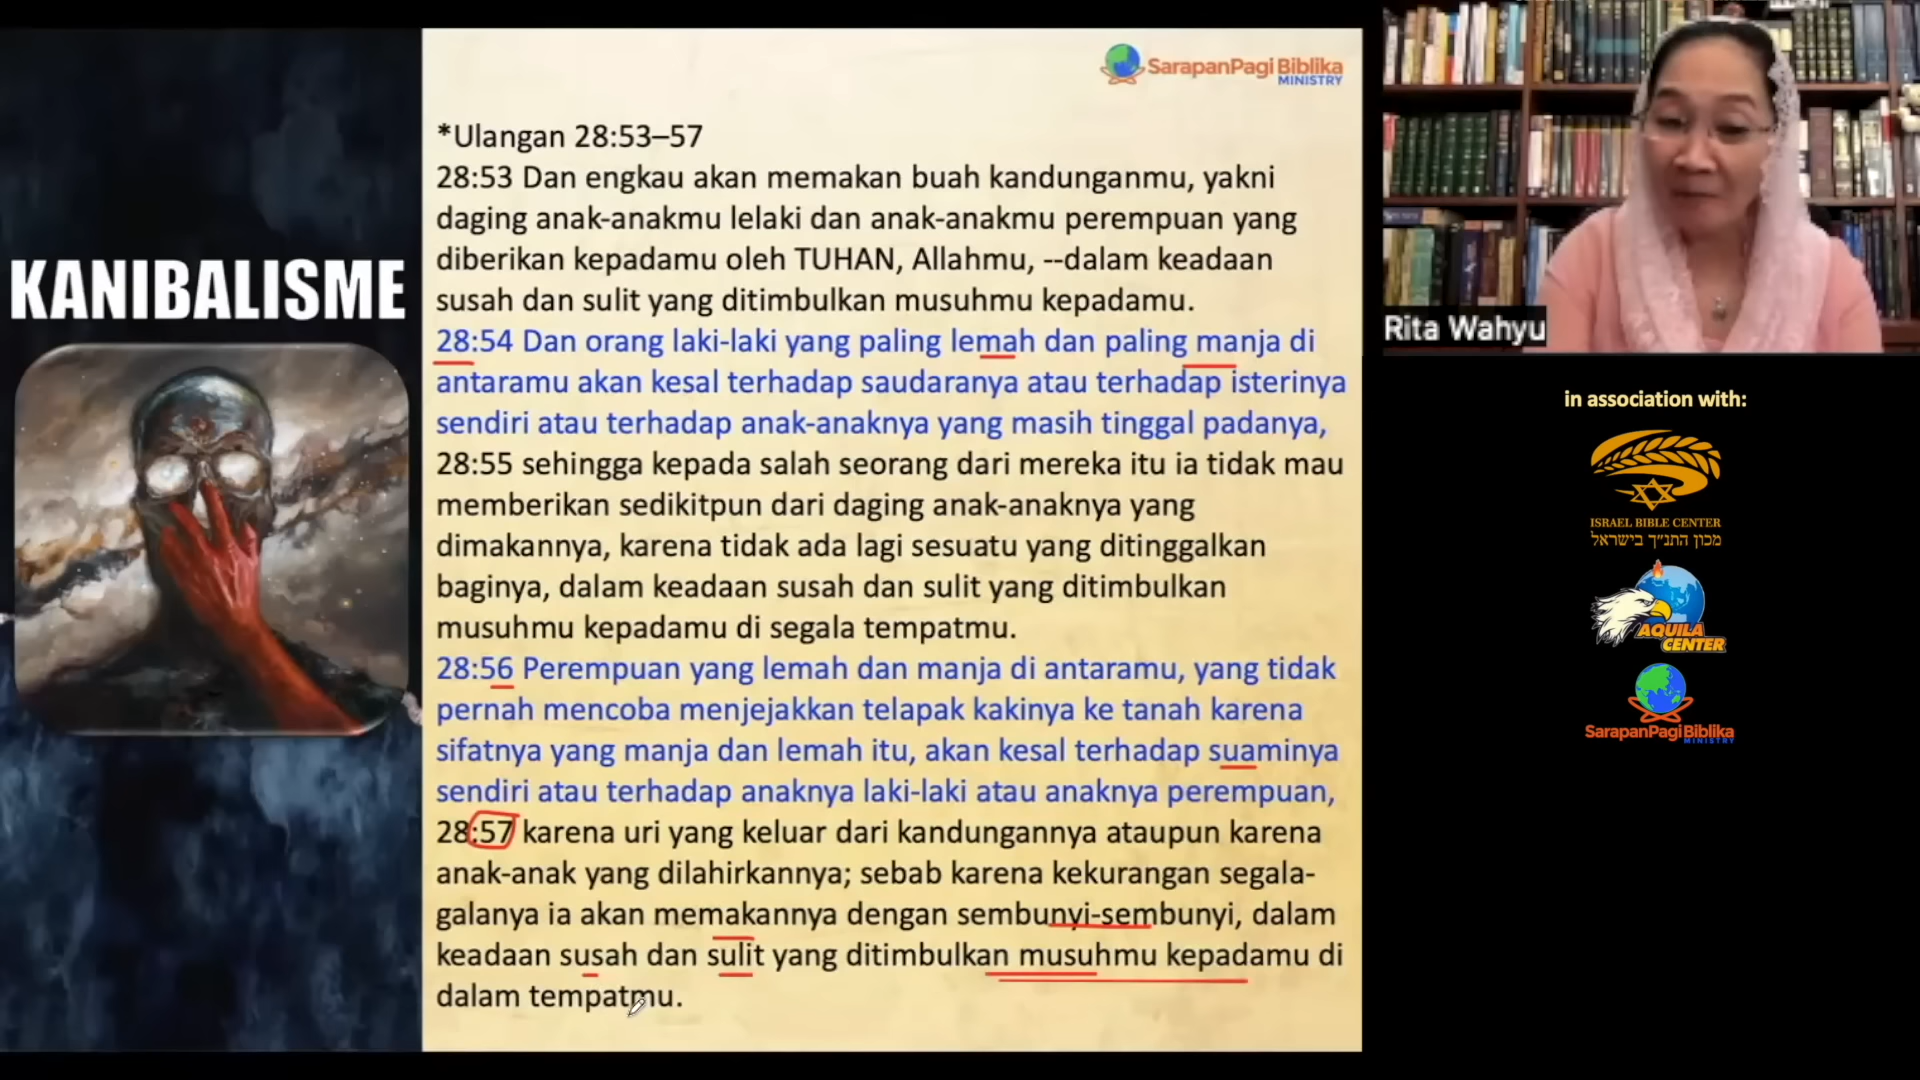 KANIBALISME
SarapanPagi Biblika
MINISTRY
*Ulangan 28:53–57
28:53 Dan engkau akan memakan buah kandunganmu, yakni
daging anak-anakmu lelaki dan anak-anakmu perempuan yang
diberikan kepadamu oleh TUHAN, Allahmu, --dalam keadaan
susah dan sulit yang ditimbulkan musuhmu kepadamu.
28:54 Dan orang laki-laki yang paling lemah dan paling manja di
antaramu akan kesal terhadap saudaranya atau terhadap isterinya
sendiri atau terhadap anak-anaknya yang masih tinggal padanya,
28:55 sehingga kepada salah seorang dari mereka itu ia tidak mau
memberikan sedikitpun dari daging anak-anaknya yang
dimakannya, karena tidak ada lagi sesuatu yang ditinggalkan
baginya, dalam keadaan susah dan sulit yang ditimbulkan
musuhmu kepadamu di segala tempatmu.
28:56 Perempuan yang lemah dan manja di antaramu, yang tidak
pernah mencoba menjejakkan telapak kakinya ke tanah karena
sifatnya yang manja dan lemah itu, akan kesal terhadap suaminya
sendiri atau terhadap anaknya laki-laki atau anaknya perempuan,
28:57 karena uri yang keluar dari kandungannya ataupun karena
anak-anak yang dilahirkannya; sebab karena kekurangan segala-
galanya ia akan memakannya dengan sembunyi-sembunyi, dalam
keadaan susah dan sulit yang ditimbulkan musuhmu kepadamu di
dalam tempatmu.
Rita Wahyu
in association with:
ISRAEL BIBLE CENTER
מכון התנ״ך בישראל
AQUILA
CENTER
SarapanPagi Biblika
MINISTRY